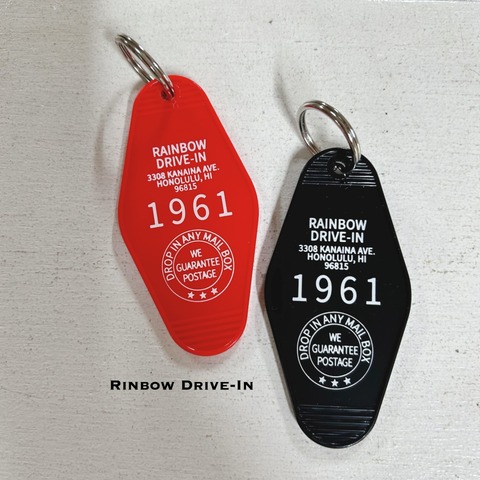 RAINBOW
DRIVE-IN
3308 KANAINA AVE.
HONOLULU, HI
96815
1961
DROP IN ANY MAIL BOX
WE
GUARANTEE
POSTAGE
RAINBOW
DRIVE-IN
3308 KANAINA AVE.
HONOLULU, HI
96815
1961
DROP IN ANY MAIL BOX
WE
GUARANTEE
POSTAGE
RINBOW DRIVE-IN